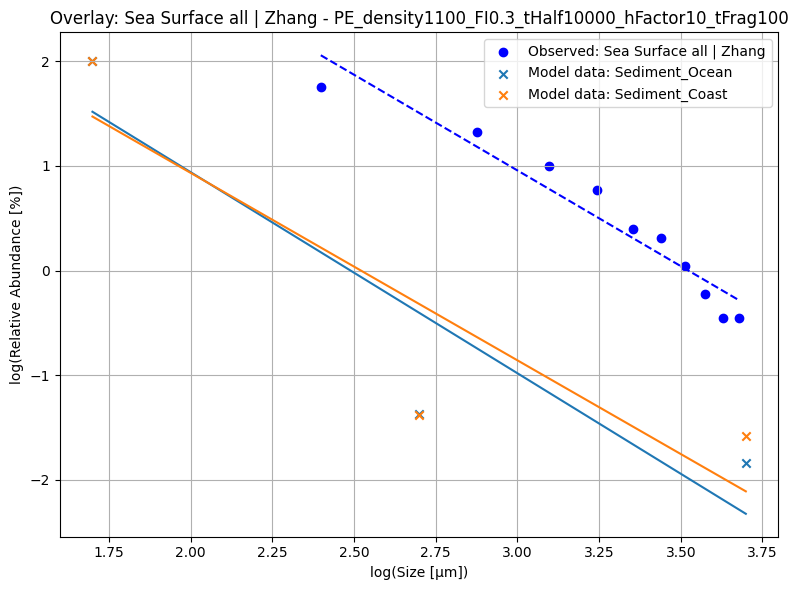 Overlay: Sea Surface all | Zhang - PE_density1100_FI0.3_tHalf10000_hFactor10_tFrag100
Observed: Sea Surface all | Zhang
Model data: Sediment_Ocean
Model data: Sediment_Coast
log(Relative Abundance [%])
2
1
0
−1
−2
1.75 2.00 2.25 2.50 2.75 3.00 3.25 3.50 3.75
log(Size [µm])